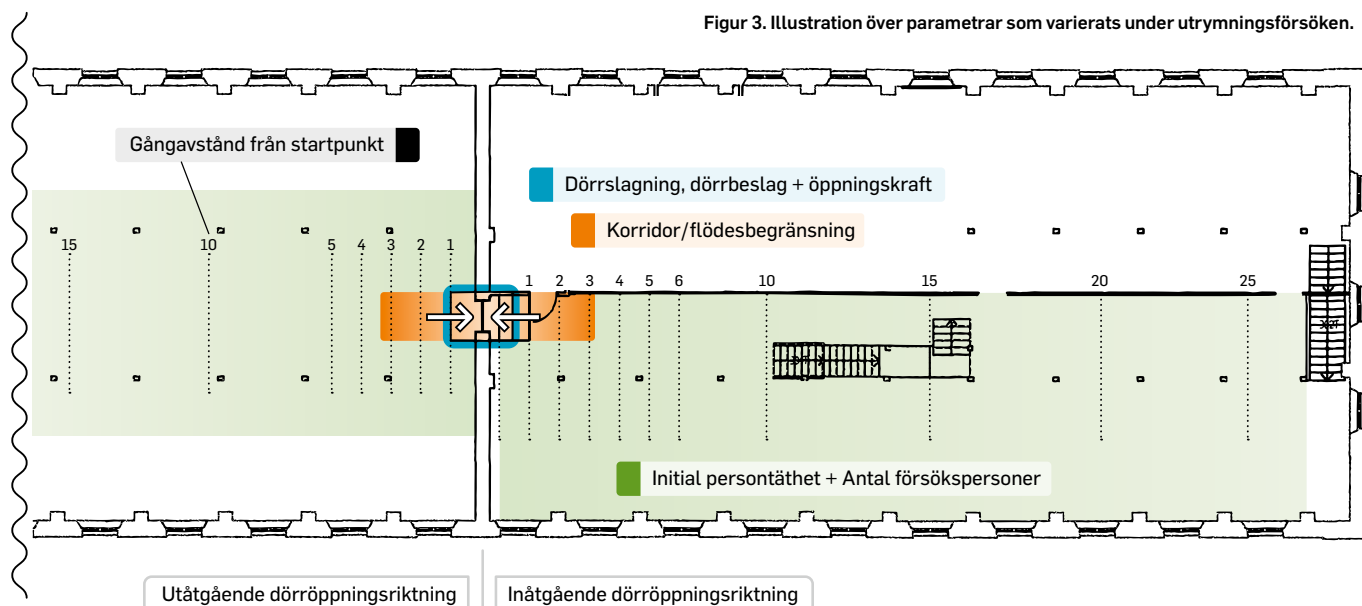 Figur 3. Illustration över parametrar som varierats under utrymningsförsöken.
Gångavstånd från startpunkt
Dörrslagning, dörrbeslag + öppningskraft
Korridor/flödesbegränsning
15 10 5 4 3 2 1
1 2 3 4 5 6 10 15 20 25
Initial persontäthet + Antal försökspersoner
Utåtgående dörröppningsriktning
Inåtgående dörröppningsriktning